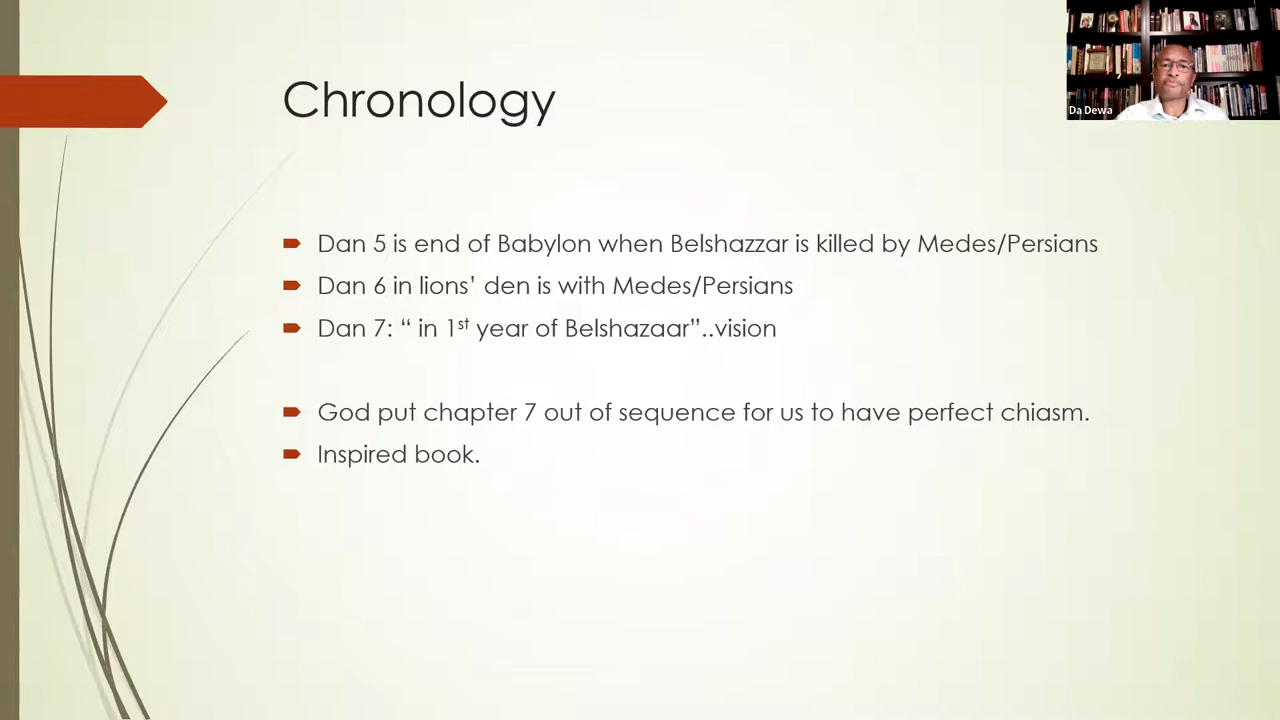 Chronology
Da Dewa
Dan 5 is end of Babylon when Belshazzar is killed by Medes/Persians
Dan 6 in lions’ den is with Medes/Persians
Dan 7: “ in 1st year of Belshazaar”..vision
God put chapter 7 out of sequence for us to have perfect chiasm.
Inspired book.